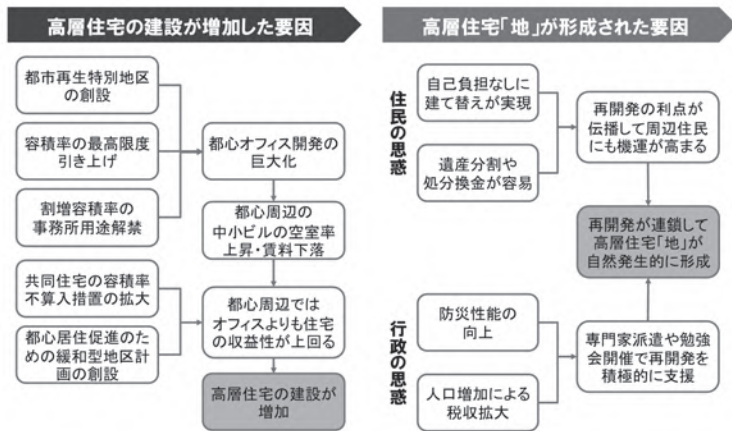 高層住宅の建設が増加した要因
都市再生特別地区
の創設
容積率の最高限度
引き上げ
割増容積率の
事務所用途解禁
共同住宅の容積率
不算入措置の拡大
都心居住促進のた
めの緩和型地区計
画の創設
都心オフィス開発の
巨大化
都心周辺の
中小ビルの空室率
上昇・賃料下落
都心周辺では
オフィスよりも住宅
の収益性が上回る
高層住宅の建設が
増加
高層住宅「地」が形成された要因
住民の思惑
自己負担なしに
建て替えが実現
遺産分割や
処分換金が容易
再開発の利点が
伝播して周辺住民
にも機運が高まる
再開発が連鎖して
高層住宅「地」が
自然発生的に形成
行政の思惑
防災性能の
向上
人口増加による
税収拡大
専門家派遣や勉強
会開催で再開発を
積極的に支援